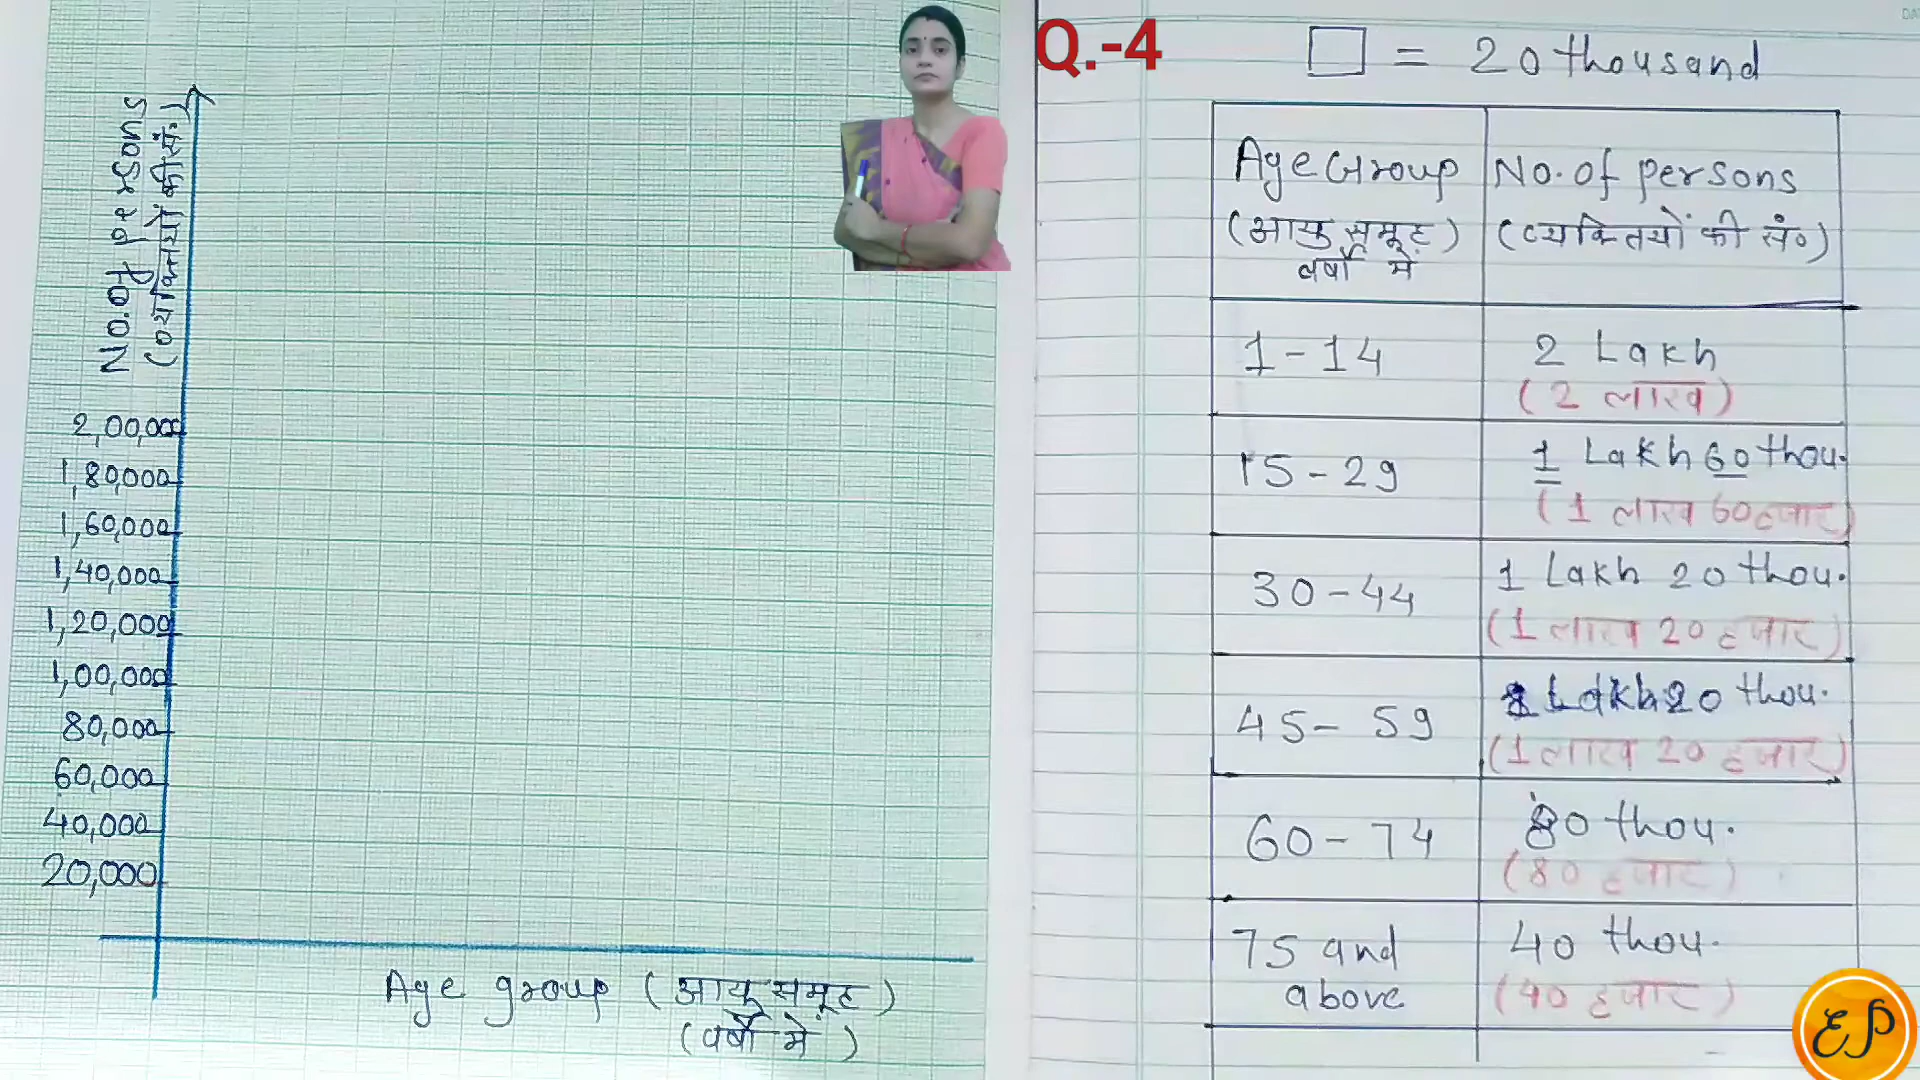 No. of persons
(व्यक्तियों की सं०)
2,00,000
1,80,000
1,60,000
1,40,000
1,20,000
1,00,000
80,000
60,000
40,000
20,000
Age group (आयु समूह)
(वर्षों में)
Q.-4
= 20 thousand
Age Group
(आयु समूह)
वर्षों में
No. of persons
(व्यक्तियों की सं०)
1-14
2 Lakh
(2 लाख)
15-29
1 Lakh 60 thou.
(1 लाख 60 हजार)
30-44
1 Lakh 20 thou.
(1 लाख 20 हजार)
45-59
1 Lakh 20 thou.
(1 लाख 20 हजार)
60-74
80 thou.
(80 हजार)
75 and
above
40 thou.
(40 हजार)
EP